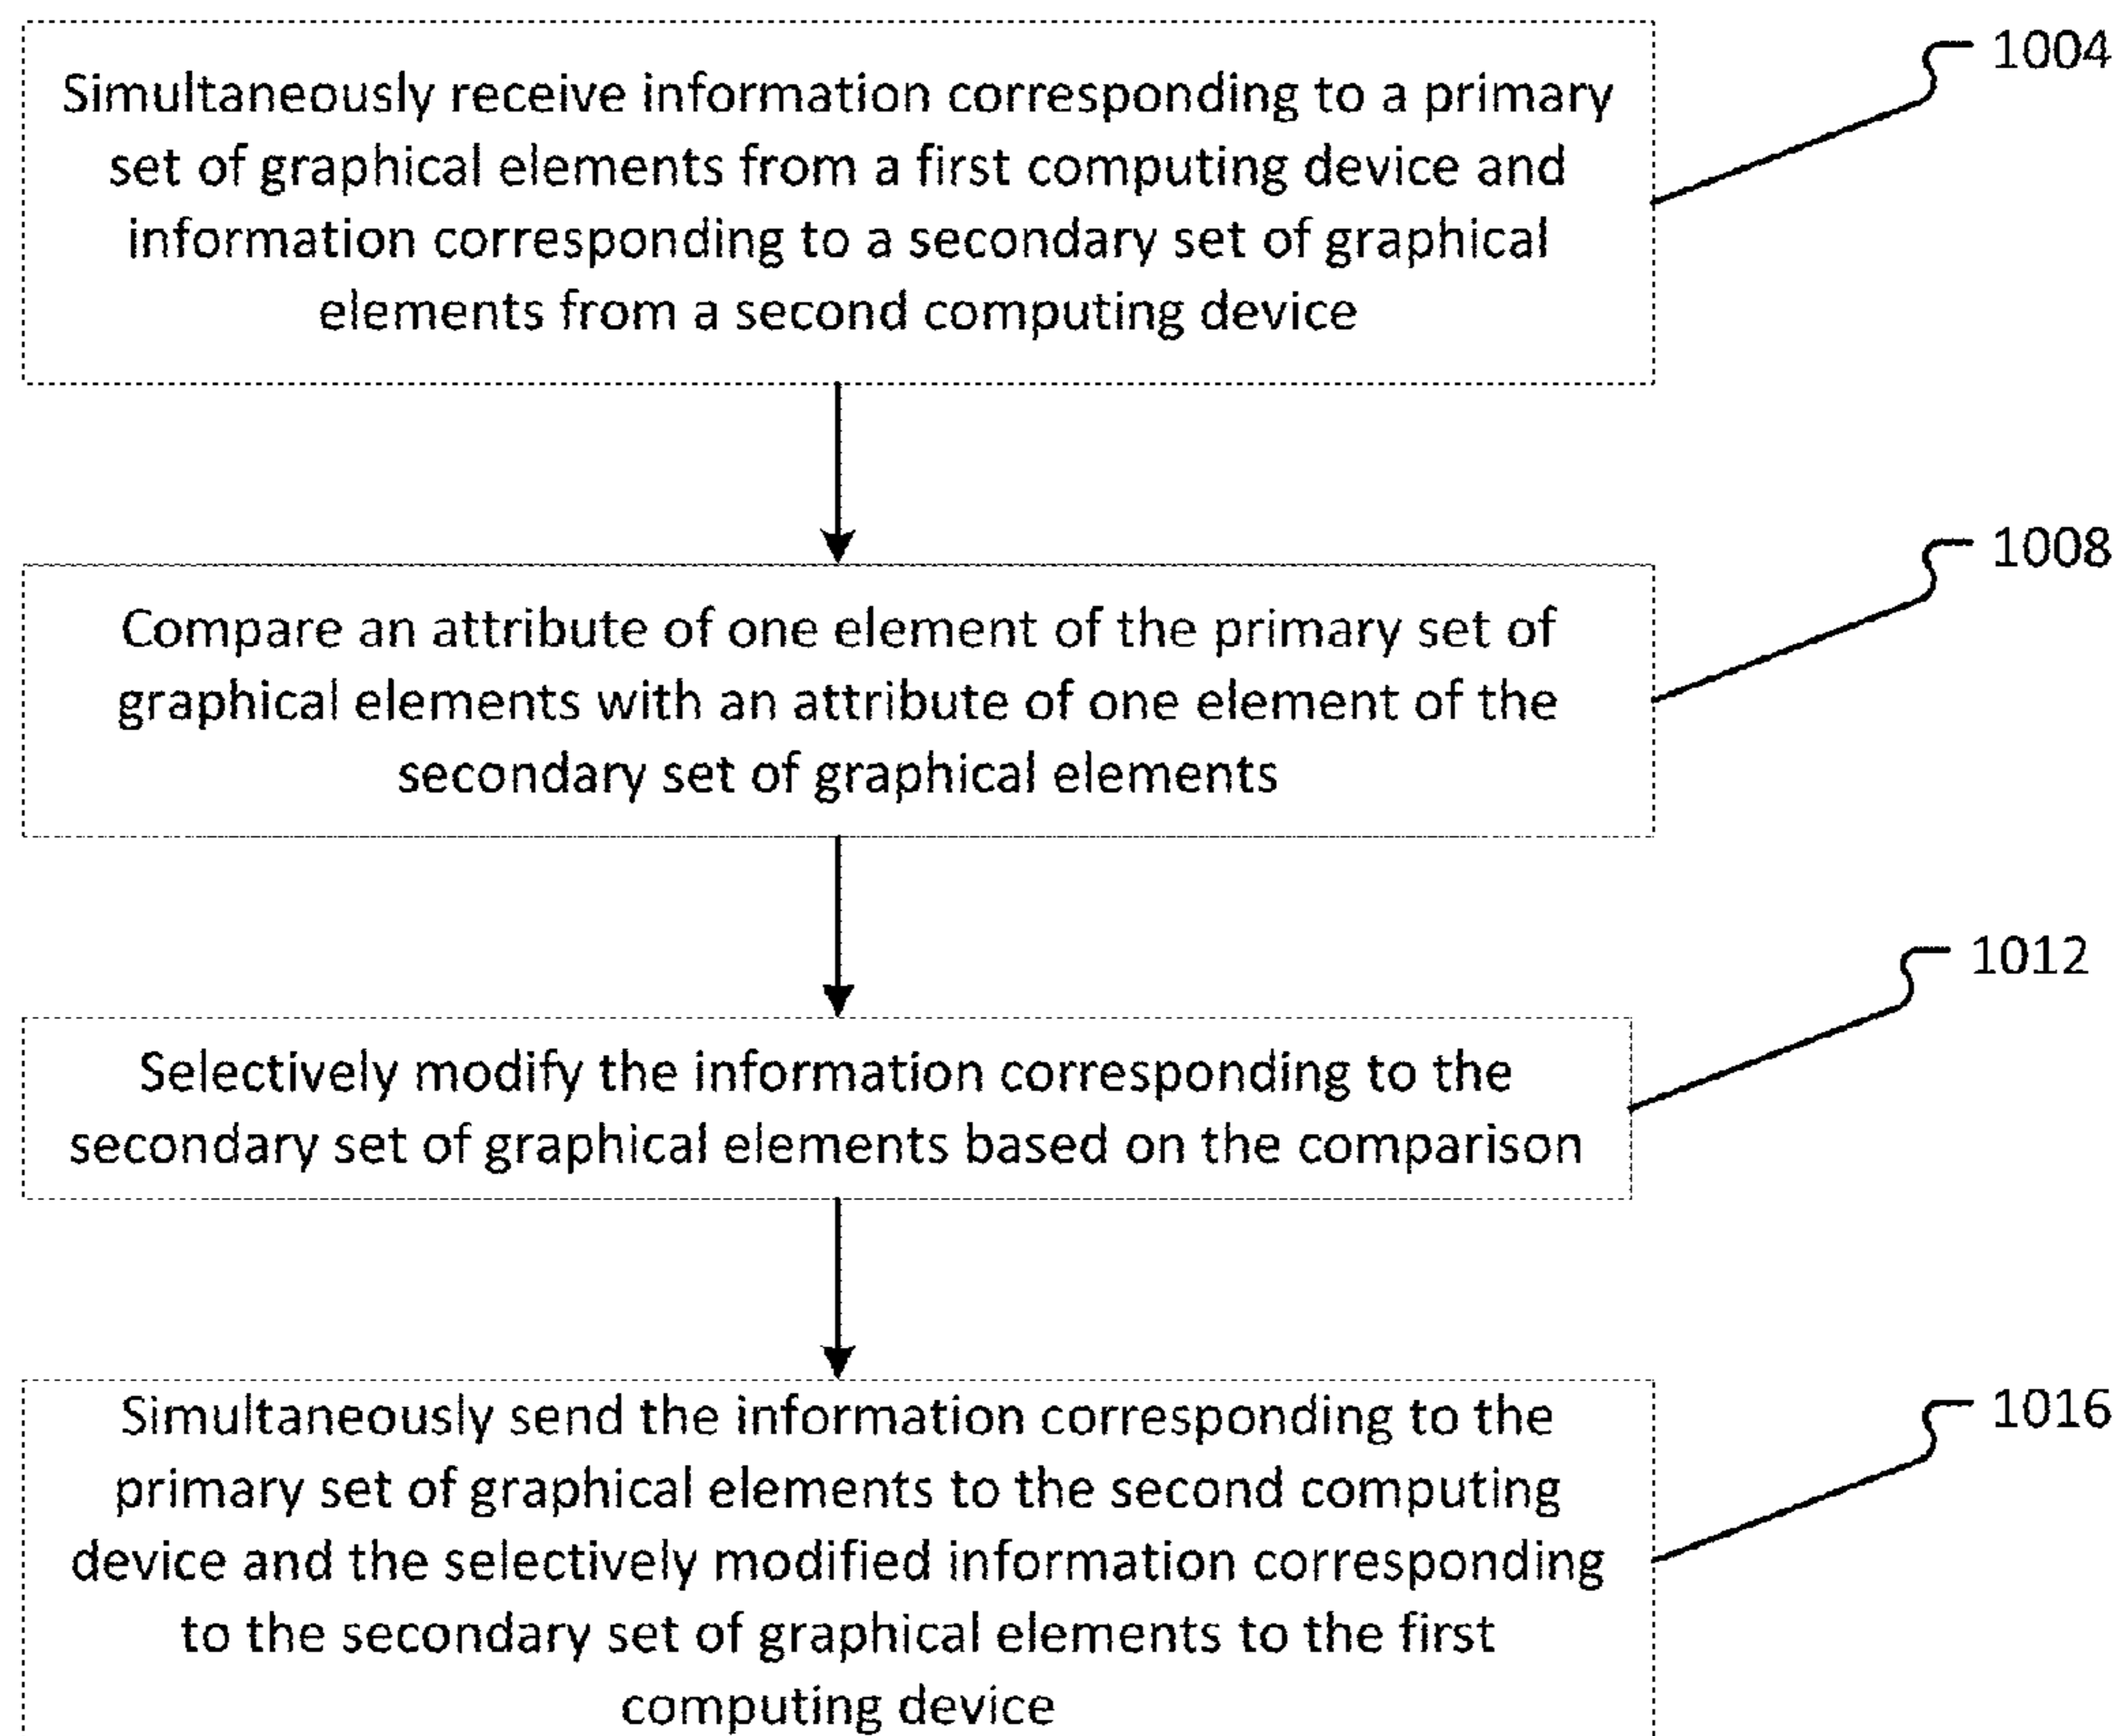 Simultaneously receive information corresponding to a primary
set of graphical elements from a first computing device and
information corresponding to a secondary set of graphical
elements from a second computing device
1004
Compare an attribute of one element of the primary set of
graphical elements with an attribute of one element of the
secondary set of graphical elements
1008
Selectively modify the information corresponding to the
secondary set of graphical elements based on the comparison
1012
Simultaneously send the information corresponding to the
primary set of graphical elements to the second computing
device and the selectively modified information corresponding
to the secondary set of graphical elements to the first
computing device
1016